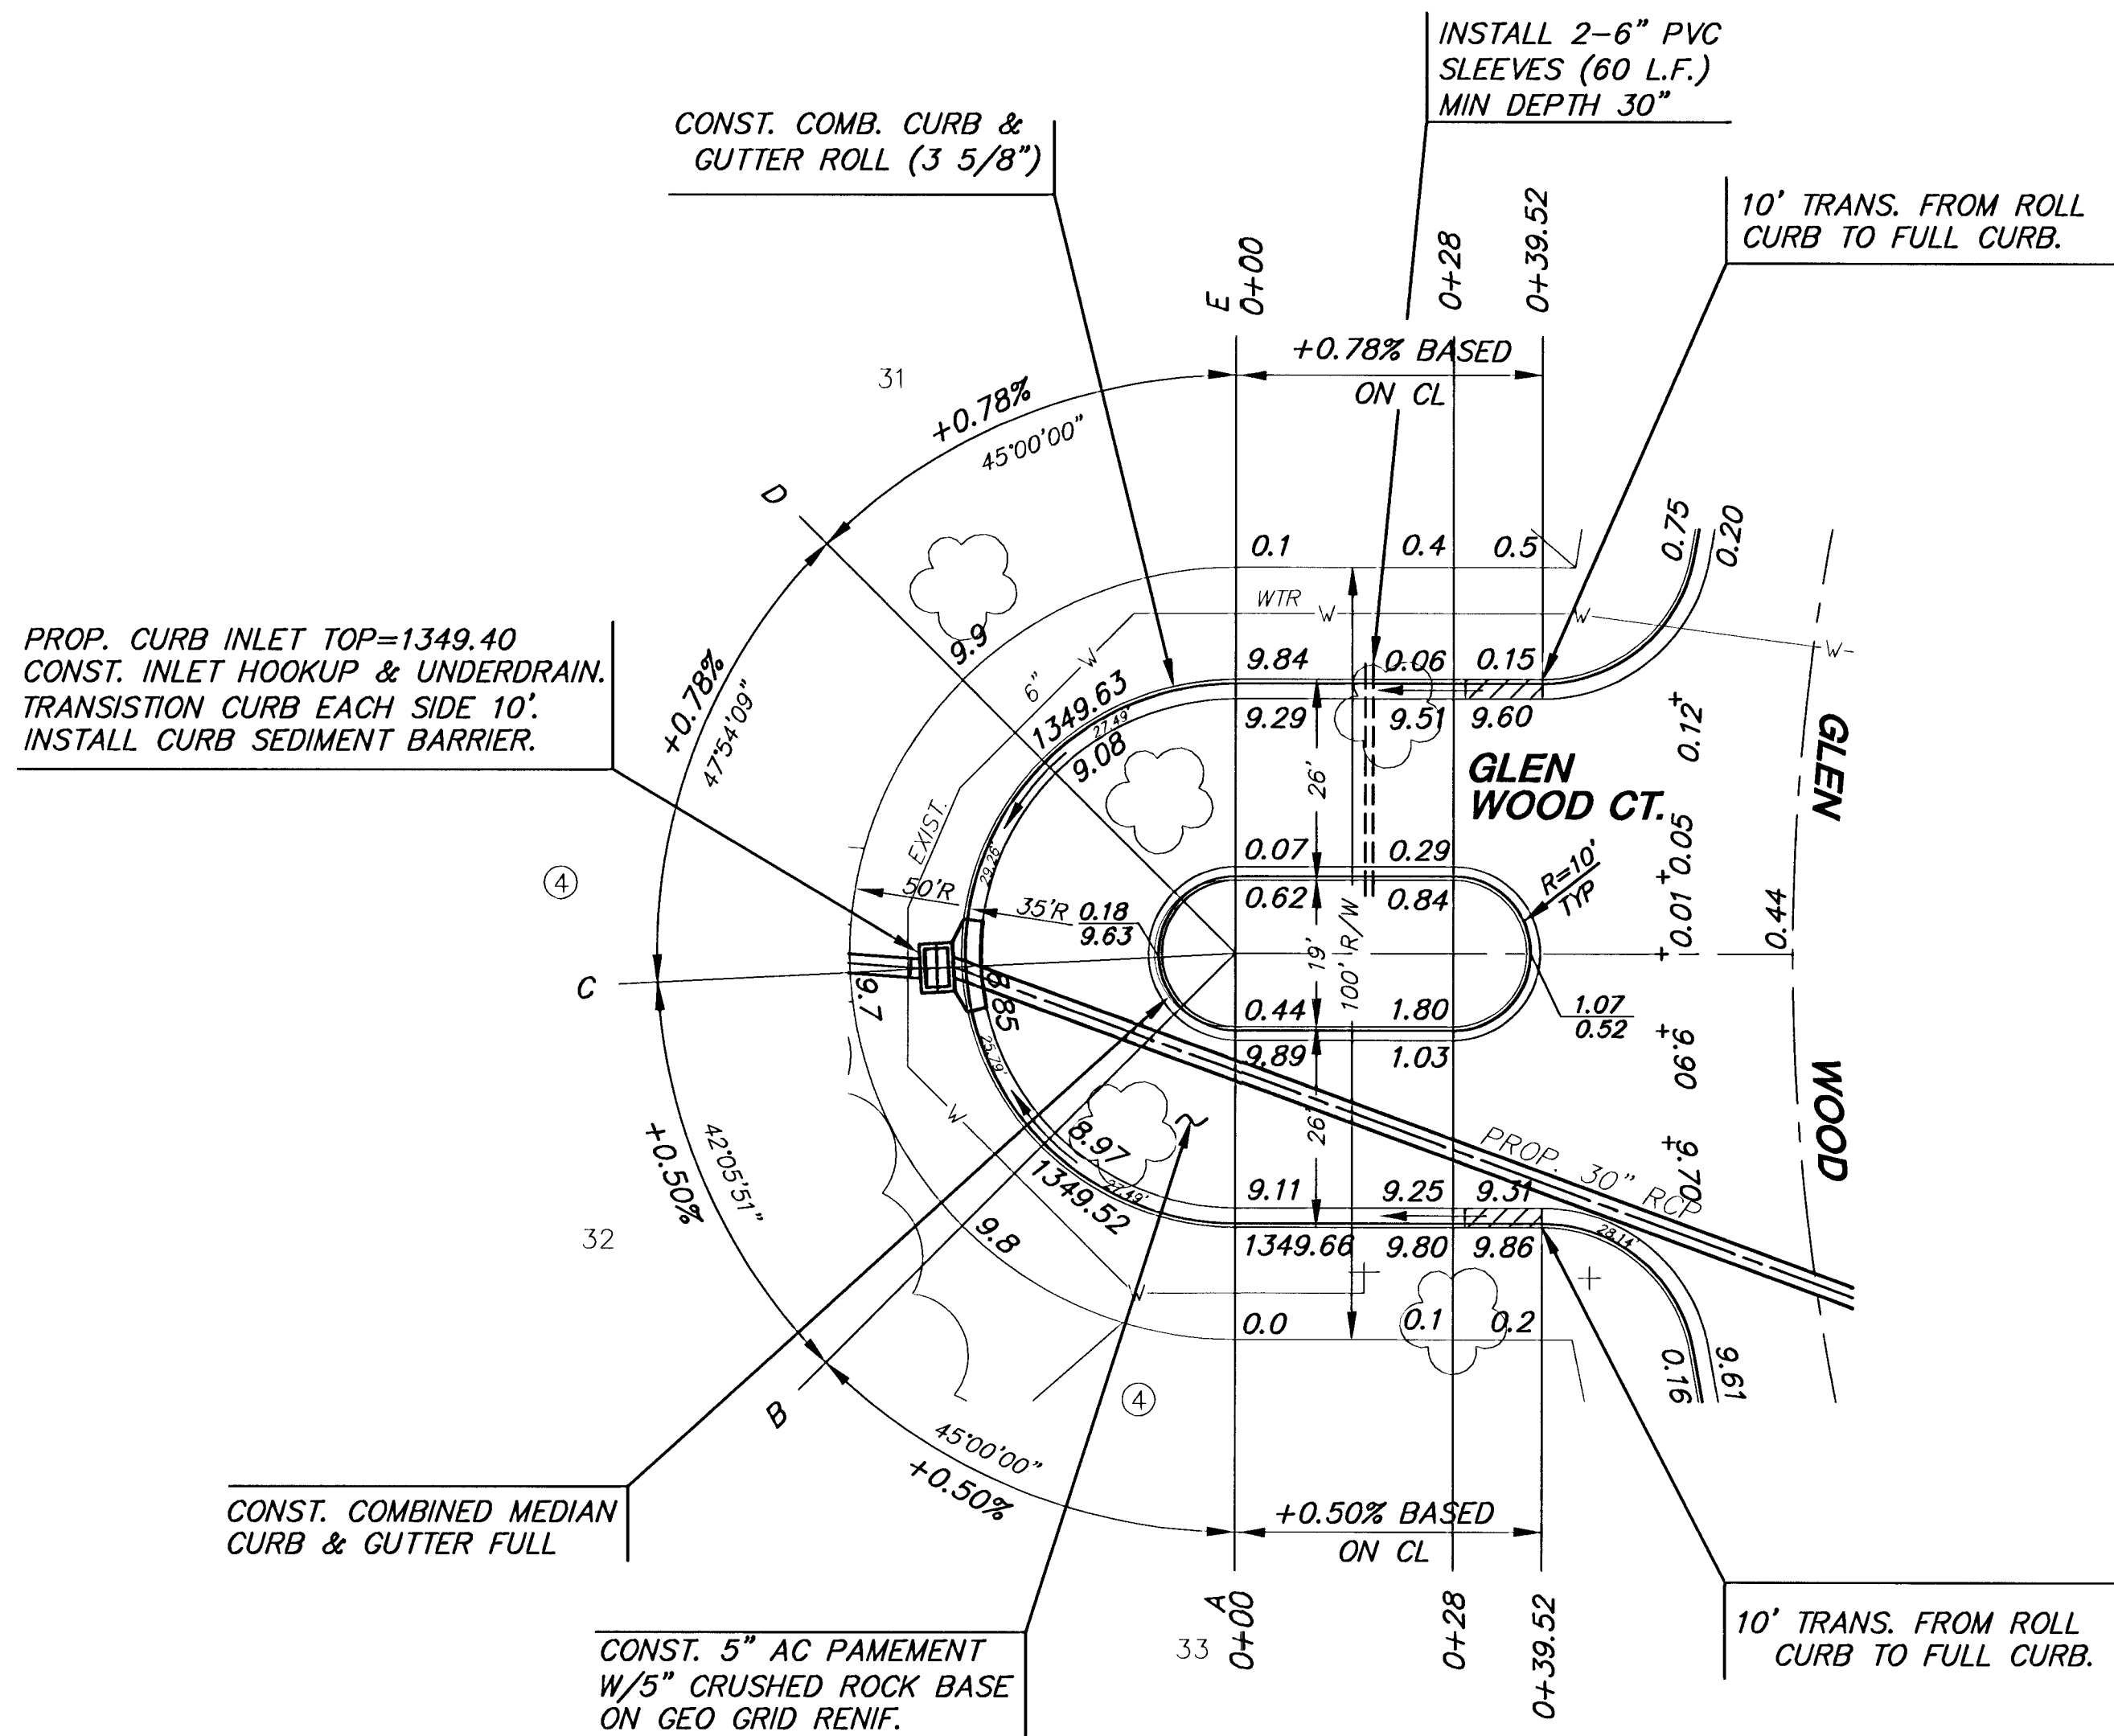 INSTALL 2-6" PVC
SLEEVES (60 L.F.)
MIN DEPTH 30"
CONST. COMB. CURB &
GUTTER ROLL (3 5/8")
10' TRANS. FROM ROLL
CURB TO FULL CURB.
E
0+00
0+28
0+39.52
+0.78% BASED
ON CL
31
+0.78%
45°00'00"
D
0.1
0.4
0.5
0.75
0.20
WTR
W
W
W
W-
6"
9.9
PROP. CURB INLET TOP=1349.40
CONST. INLET HOOKUP & UNDERDRAIN.
TRANSISTION CURB EACH SIDE 10'.
INSTALL CURB SEDIMENT BARRIER.
+0.78%
47°54'09"
1349.63
27.49'
9.08
9.84
0.06
0.15
9.29
9.51
9.60
26'
GLEN
WOOD CT.
0.12
GLEN
EXIST.
29.26'
4
50'R
35'R
0.18
9.63
0.07
0.29
0.62
0.84
R=10'
TYP
0.05
0.01
0.44
19'
100' R/W
C
9.7
8.85
0.44
1.80
9.89
1.03
1.07
0.52
9.90
WOOD
25.79'
W
26'
8.97
27.49'
1349.52
PROP. 30" RCP
9.70
9.11
9.25
9.31
1349.66
9.80
9.86
28.14'
+0.50%
42°05'51"
32
9.8
W
0.0
0.1
0.2
0.16
9.61
4
B
45°00'00"
+0.50%
+0.50% BASED
ON CL
CONST. COMBINED MEDIAN
CURB & GUTTER FULL
A
0+00
0+28
0+39.52
33
CONST. 5" AC PAMEMENT
W/5" CRUSHED ROCK BASE
ON GEO GRID RENIF.
10' TRANS. FROM ROLL
CURB TO FULL CURB.